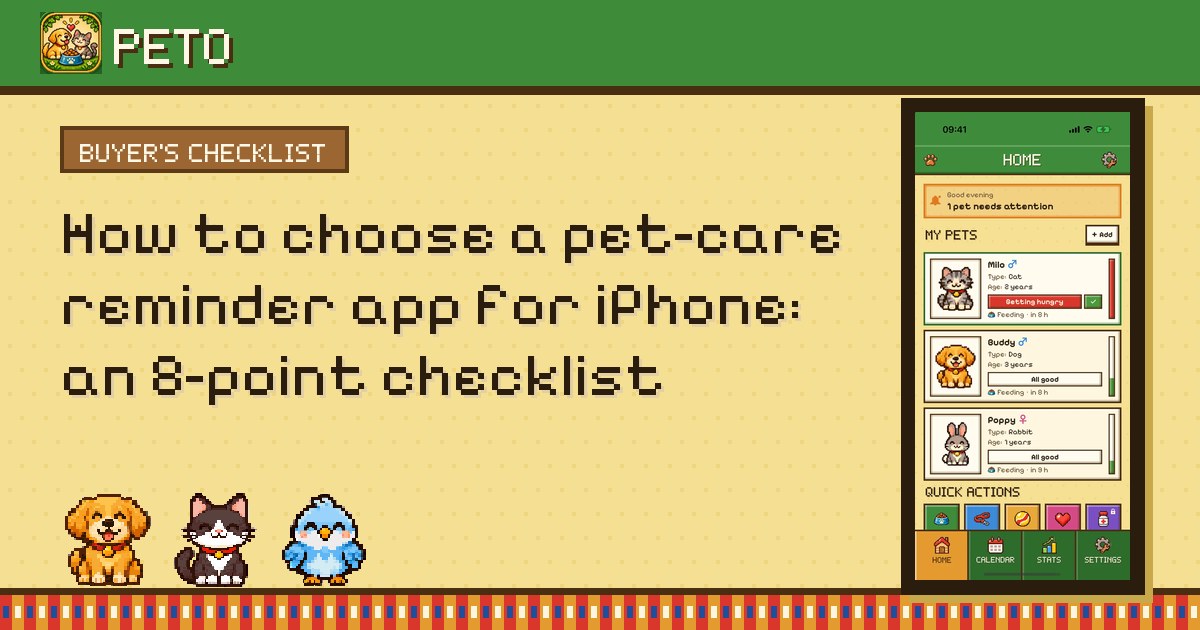 PETO
BUYER'S CHECKLIST
How to choose a pet-care
reminder app for iPhone:
an 8-point checklist
09:41
HOME
Good evening
1 pet needs attention
MY PETS
+ Add
Milo ♂
Type: Cat
Age: 2 years
Getting hungry
Feeding · in 8 h
Buddy ♂
Type: Dog
Age: 3 years
All good
Feeding · in 8 h
Poppy ♀
Type: Rabbit
Age: 1 years
All good
Feeding · in 9 h
QUICK ACTIONS
HOME
CALENDAR
STATS
SETTINGS